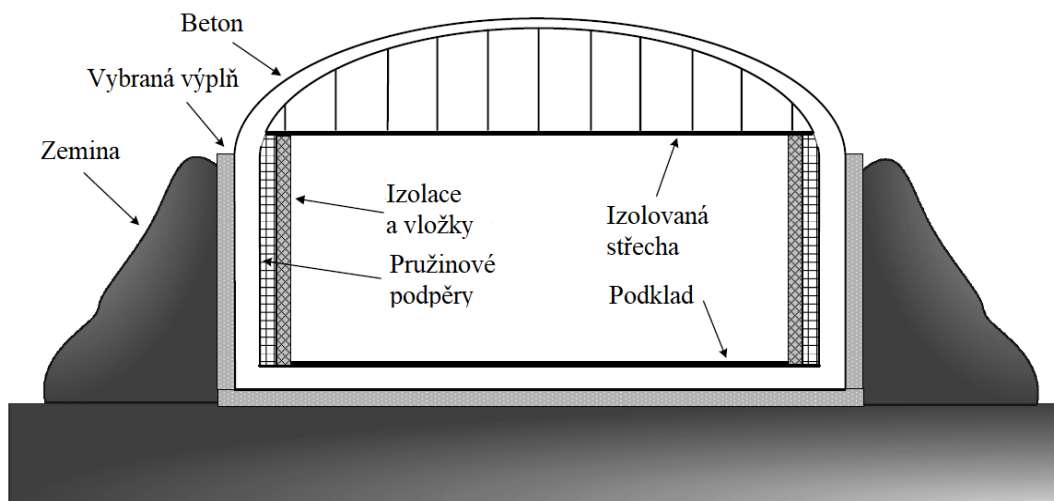 Beton
Vybraná výplň
Zemina
Izolace
a vložky
Izolovaná
střecha
Pružinové
podpěry
Podklad